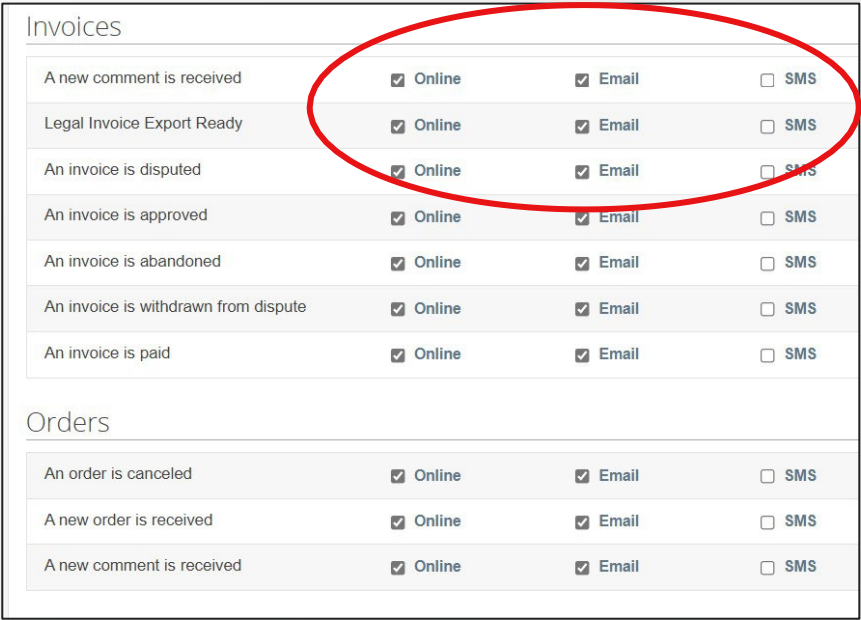 Invoices
A new comment is received Online Email SMS
Legal Invoice Export Ready Online Email SMS
An invoice is disputed Online Email SMS
An invoice is approved Online Email SMS
An invoice is abandoned Online Email SMS
An invoice is withdrawn from dispute Online Email SMS
An invoice is paid Online Email SMS
Orders
An order is canceled Online Email SMS
A new order is received Online Email SMS
A new comment is received Online Email SMS